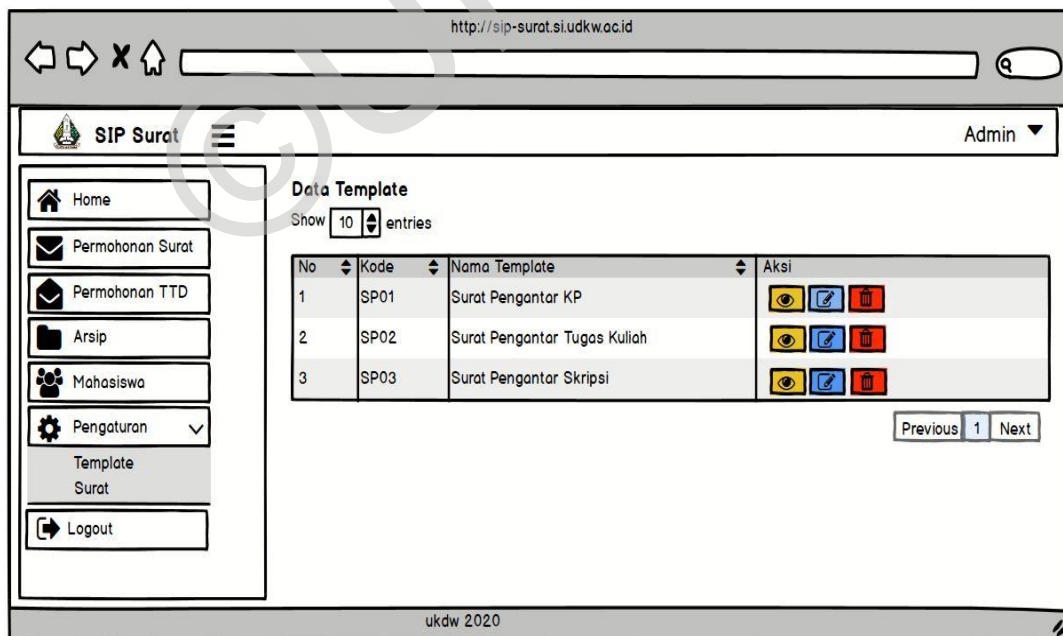 http://sip-surat.si.udkw.ac.id
SIP Surat
Admin
Home
Permohonan Surat
Permohonan TTD
Arsip
Mahasiswa
Pengaturan
Template
Surat
Logout
Data Template
Show 10 entries
No Kode Nama Template Aksi
1 SP01 Surat Pengantar KP
2 SP02 Surat Pengantar Tugas Kuliah
3 SP03 Surat Pengantar Skripsi
Previous 1 Next
ukdw 2020